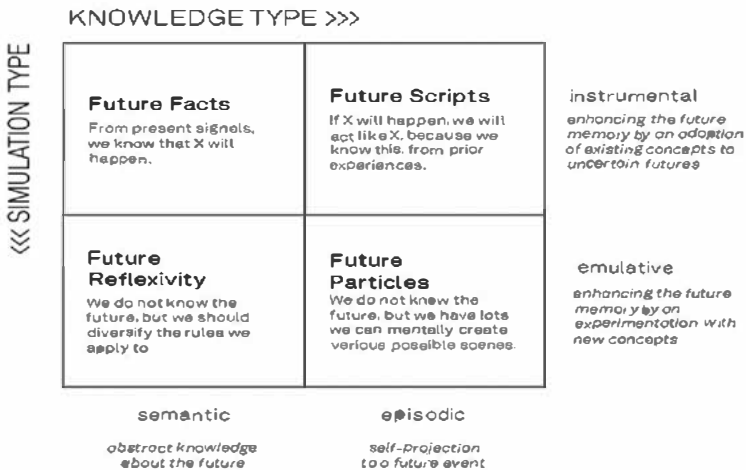 KNOWLEDGE TYPE >>>
<<< SIMULATION TYPE
Future Facts
From present signals,
we know that X will
happen.
Future Scripts
If X will happen, we will
act like X, because we
know this, from prior
experiences.
instrumental
enhancing the future
memory by an adoption
of existing concepts to
uncertain futures
Future
Reflexivity
We do not know the
future, but we should
diversify the rules we
apply to
Future
Particles
We do not know the
future, but we have lots
we can mentally create
verious possible scenes.
emulative
enhancing the future
memory by an
experimentation with
new concepts
semantic
abstract knowledge
about the future
episodic
self-projection
to a future event